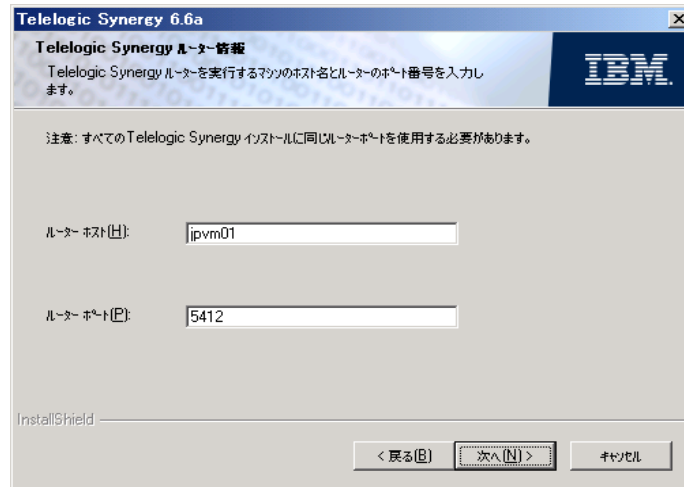 Telelogic Synergy 6.6a
Telelogic Synergy ルーター情報
Telelogic Synergy ルーターを実行するマシンのホスト名とルーターのポート番号を入力し
ます。
IBM
注意: すべてのTelelogic Synergy インストールに同じルーターポートを使用する必要があります。
ルーター ホスト(H):
jpvm01
ルーター ポート(P):
5412
InstallShield
< 戻る(B)
次へ(N) >
キャンセル